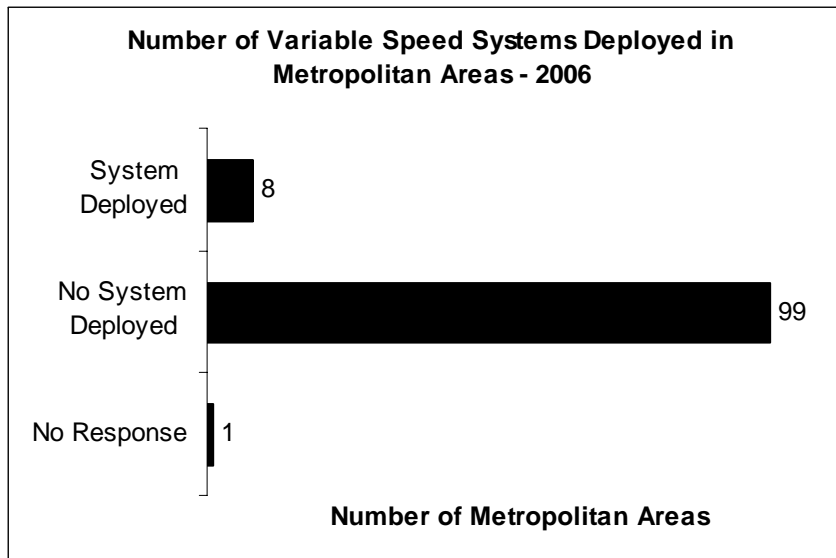 Number of Variable Speed Systems Deployed in
Metropolitan Areas - 2006
System
Deployed
8
No System
Deployed
99
No Response
1
Number of Metropolitan Areas